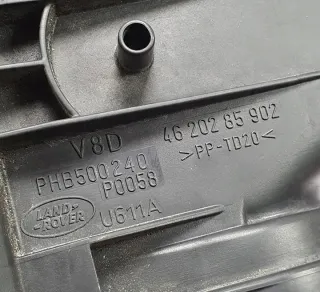 V8D 46 202 85 902
>PP-TD20<
PHB500240
P0058
LAND-
ROVER
U611A